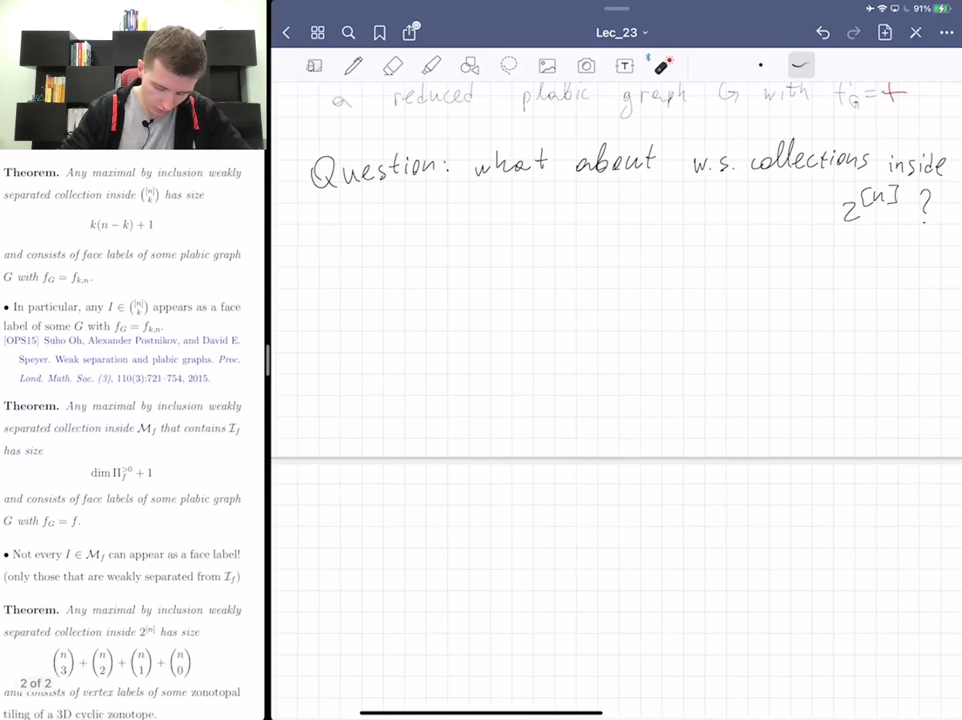 91%
Lec_23
a reduced plabic graph G with f_G = f
Question: what about w.s. collections inside
2^[n] ?
Theorem. Any maximal by inclusion weakly
separated collection inside ([n] k) has size
k(n − k) + 1
and consists of face labels of some plabic graph
G with f_G = f_{k,n}.
• In particular, any I ∈ ([n] k) appears as a face
label of some G with f_G = f_{k,n}.
[OPS15] Suho Oh, Alexander Postnikov, and David E.
Speyer. Weak separation and plabic graphs. Proc.
Lond. Math. Soc. (3), 110(3):721–754, 2015.
Theorem. Any maximal by inclusion weakly
separated collection inside M_f that contains I_f
has size
dim Π_f^{>0} + 1
and consists of face labels of some plabic graph
G with f_G = f.
• Not every I ∈ M_f can appear as a face label!
(only those that are weakly separated from I_f)
Theorem. Any maximal by inclusion weakly
separated collection inside 2^[n] has size
(n 3) + (n 2) + (n 1) + (n 0)
2 of 2
and consists of vertex labels of some zonotopal
tiling of a 3D cyclic zonotope.